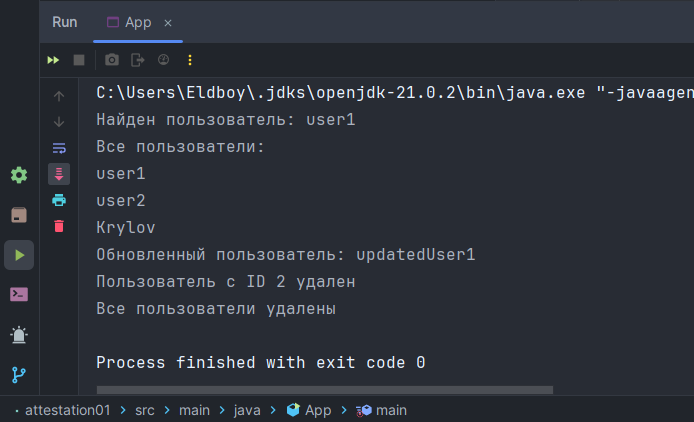 Run App
C:\Users\Eldboy\.jdks\openjdk-21.0.2\bin\java.exe "-javaagen
Найден пользователь: user1
Все пользователи:
user1
user2
Krylov
Обновленный пользователь: updatedUser1
Пользователь с ID 2 удален
Все пользователи удалены
Process finished with exit code 0
attestation01 > src > main > java > App > main